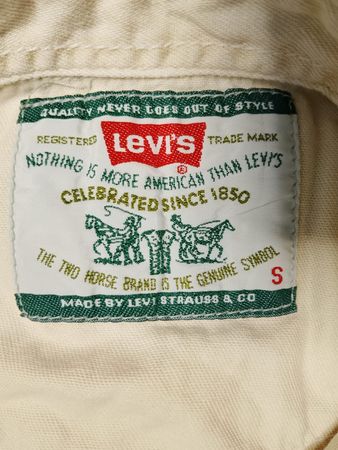 QUALITY NEVER GOES OUT OF STYLE
REGISTERED LEVI'S TRADE MARK
®
NOTHING IS MORE AMERICAN THAN LEVI'S
CELEBRATED SINCE 1850
THE TWO HORSE BRAND IS THE GENUINE SYMBOL
S
MADE BY LEVI STRAUSS & CO